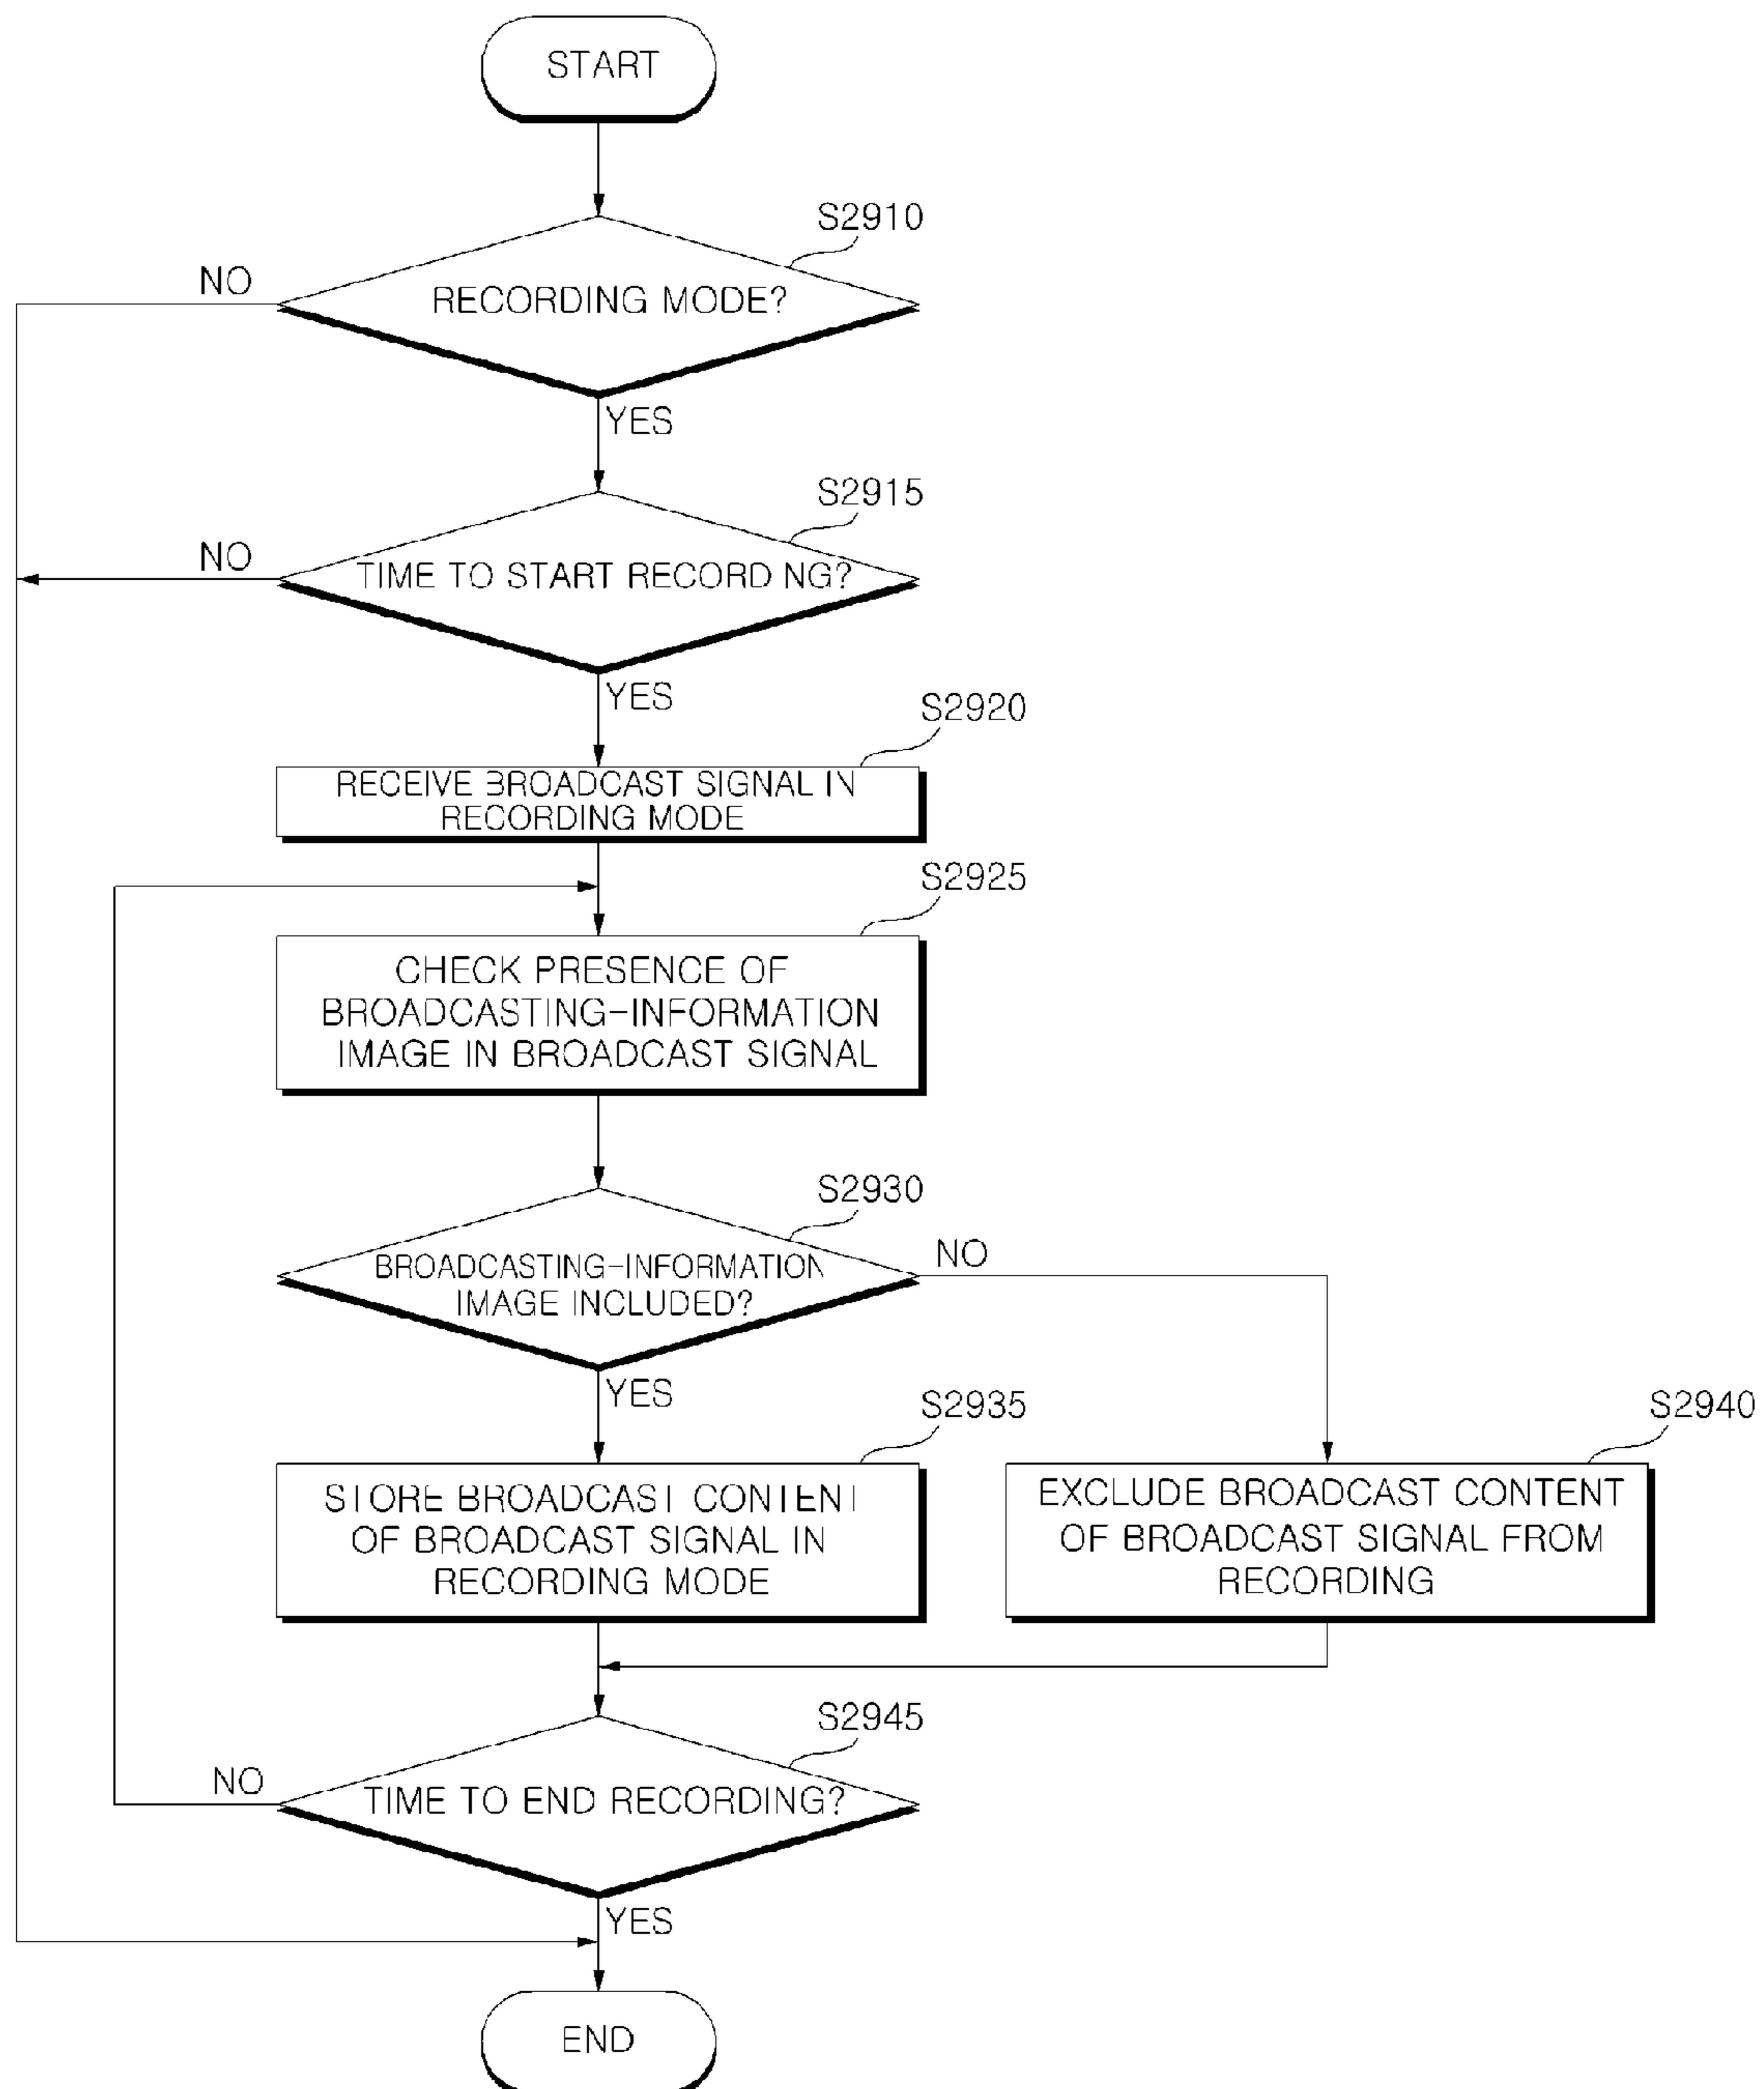 START
S2910
NO
RECORDING MODE?
YES
S2915
NO
TIME TO START RECORD NG?
YES
S2920
RECEIVE BROADCAST SIGNAL IN
RECORDING MODE
S2925
CHECK PRESENCE OF
BROADCASTING-INFORMATION
IMAGE IN BROADCAST SIGNAL
S2930
BROADCASTING-INFORMATION
IMAGE INCLUDED?
NO
YES
S2935
STORE BROADCAST CONTENT
OF BROADCAST SIGNAL IN
RECORDING MODE
S2940
EXCLUDE BROADCAST CONTENT
OF BROADCAST SIGNAL FROM
RECORDING
S2945
NO
TIME TO END RECORDING?
YES
END